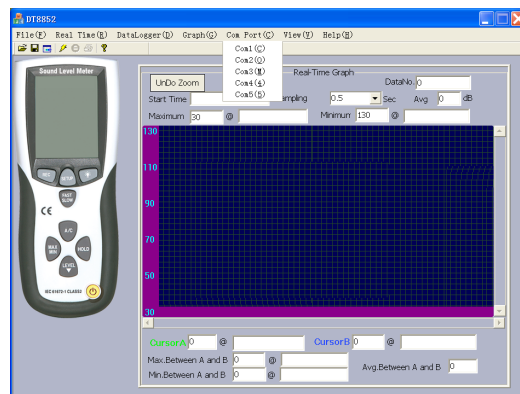 DT8852
File(F) Real Time(R) DataLogger(D) Graph(G) Com Port(C) View(V) Help(H)
Com1(C)
Com2(O)
Com3(M)
Com4(4)
Com5(5)
Sound Level Meter
REC
SETUP
FAST
SLOW
A/C
MAX
MIN
HOLD
LEVEL
IEC 61672-1 CLASS2
Real-Time Graph
UnDo Zoom
DataNo. 0
Start Time
ampling 0.5 Sec Avg 0 dB
Maximum 30 @ Minimun 130 @
130
110
90
70
50
30
CursorA 0 @ CursorB 0 @
Max.Between A and B 0 @
Min.Between A and B 0 @
Avg.Between A and B 0